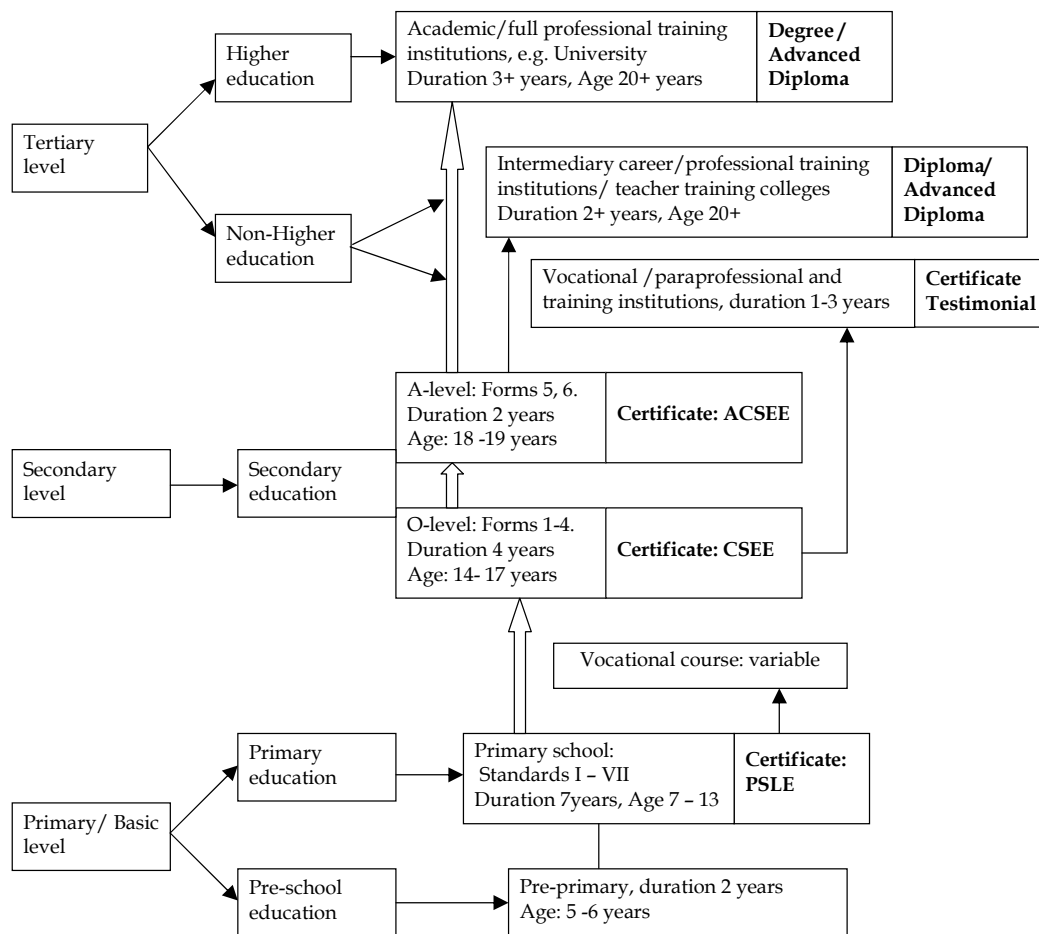 Academic/full professional training
institutions, e.g. University
Duration 3+ years, Age 20+ years
Degree /
Advanced
Diploma
Higher
education
Tertiary
level
Intermediary career/professional training
institutions/ teacher training colleges
Duration 2+ years, Age 20+
Diploma/
Advanced
Diploma
Non-Higher
education
Vocational /paraprofessional and
training institutions, duration 1-3 years
Certificate
Testimonial
A-level: Forms 5, 6.
Duration 2 years
Age: 18 -19 years
Certificate: ACSEE
Secondary
level
Secondary
education
O-level: Forms 1-4.
Duration 4 years
Age: 14- 17 years
Certificate: CSEE
Vocational course: variable
Primary
education
Primary school:
Standards I – VII
Duration 7years, Age 7 – 13
Certificate:
PSLE
Primary/ Basic
level
Pre-school
education
Pre-primary, duration 2 years
Age: 5 -6 years